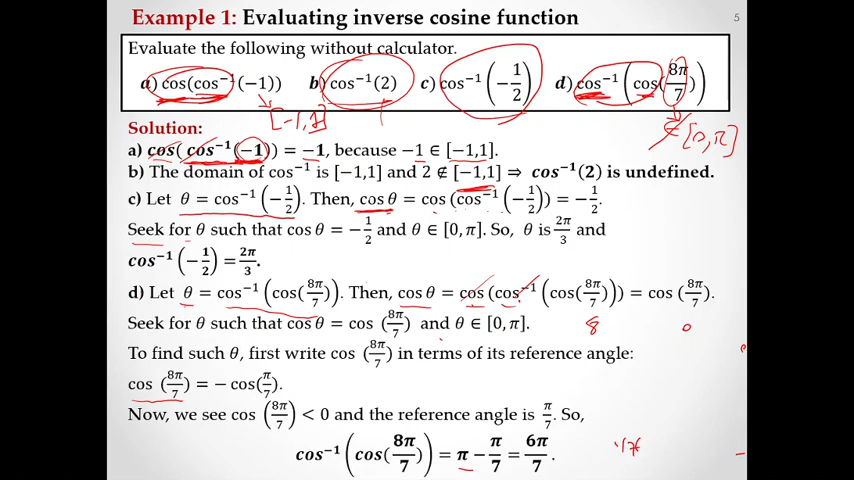 Example 1: Evaluating inverse cosine function
5
Evaluate the following without calculator.
a) cos(cos⁻¹(−1)) b) cos⁻¹(2) c) cos⁻¹(−1/2) d) cos⁻¹(cos(8π/7))
[-1,1]
∉ [0,π]
Solution:
a) cos( cos⁻¹(−1)) = −1, because −1 ∈ [−1,1].
b) The domain of cos⁻¹ is [−1,1] and 2 ∉ [−1,1] ⇒ cos⁻¹(2) is undefined.
c) Let θ = cos⁻¹(−1/2). Then, cos θ = cos (cos⁻¹(−1/2)) = −1/2.
Seek for θ such that cos θ = −1/2 and θ ∈ [0, π]. So, θ is 2π/3 and
cos⁻¹(−1/2) = 2π/3.
d) Let θ = cos⁻¹(cos(8π/7)). Then, cos θ = cos (cos⁻¹(cos(8π/7))) = cos (8π/7).
Seek for θ such that cos θ = cos (8π/7) and θ ∈ [0, π].
8 0
To find such θ, first write cos (8π/7) in terms of its reference angle:
cos (8π/7) = − cos(π/7).
Now, we see cos (8π/7) < 0 and the reference angle is π/7. So,
cos⁻¹(cos(8π/7)) = π − π/7 = 6π/7.